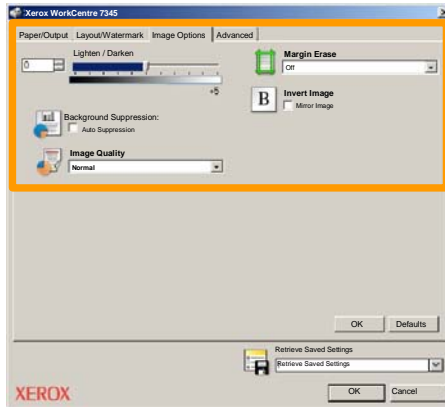 Xerox WorkCentre 7345
Paper/Output Layout/Watermark Image Options Advanced
Lighten / Darken
0
+5
Background Suppression:
Auto Suppression
Image Quality
Normal
Margin Erase
Off
B
Invert Image
Mirror Image
OK Defaults
Retrieve Saved Settings
Retrieve Saved Settings
XEROX
OK Cancel